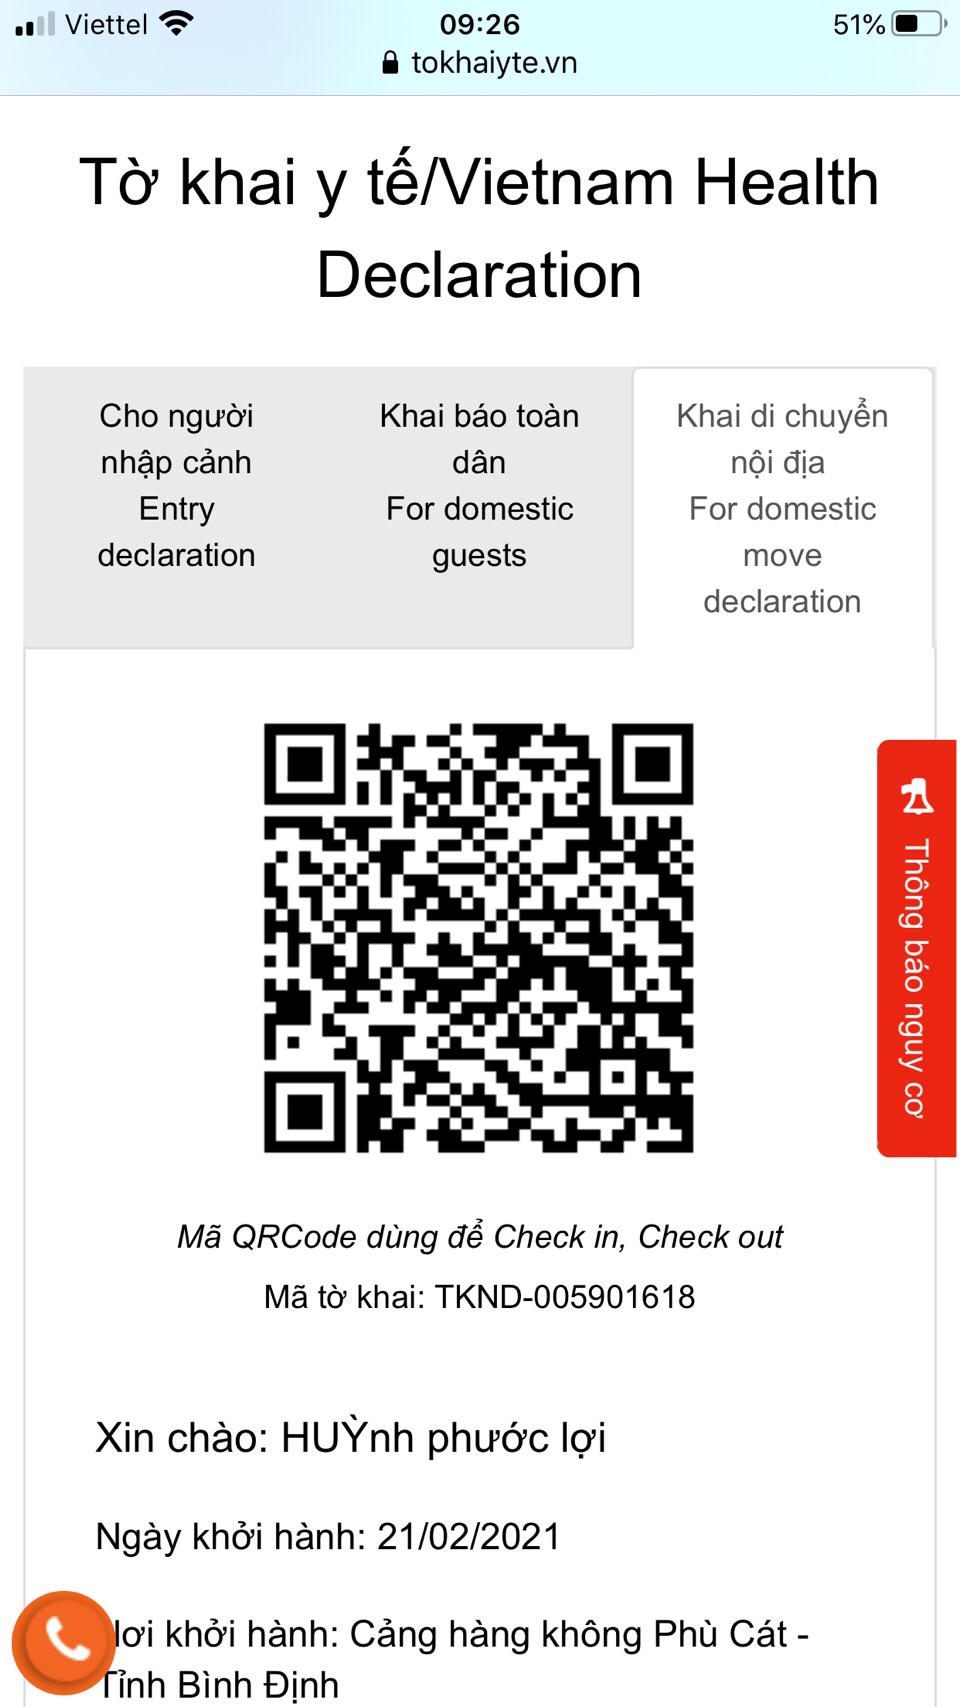 Viettel 09:26 51%
tokhaiyte.vn
Tờ khai y tế/Vietnam Health
Declaration
Cho người
nhập cảnh
Entry
declaration
Khai báo toàn
dân
For domestic
guests
Khai di chuyển
nội địa
For domestic
move
declaration
Thông báo nguy cơ
Mã QRCode dùng để Check in, Check out
Mã tờ khai: TKND-005901618
Xin chào: HUỲnh phước lợi
Ngày khởi hành: 21/02/2021
Nơi khởi hành: Cảng hàng không Phù Cát -
Tỉnh Bình Định